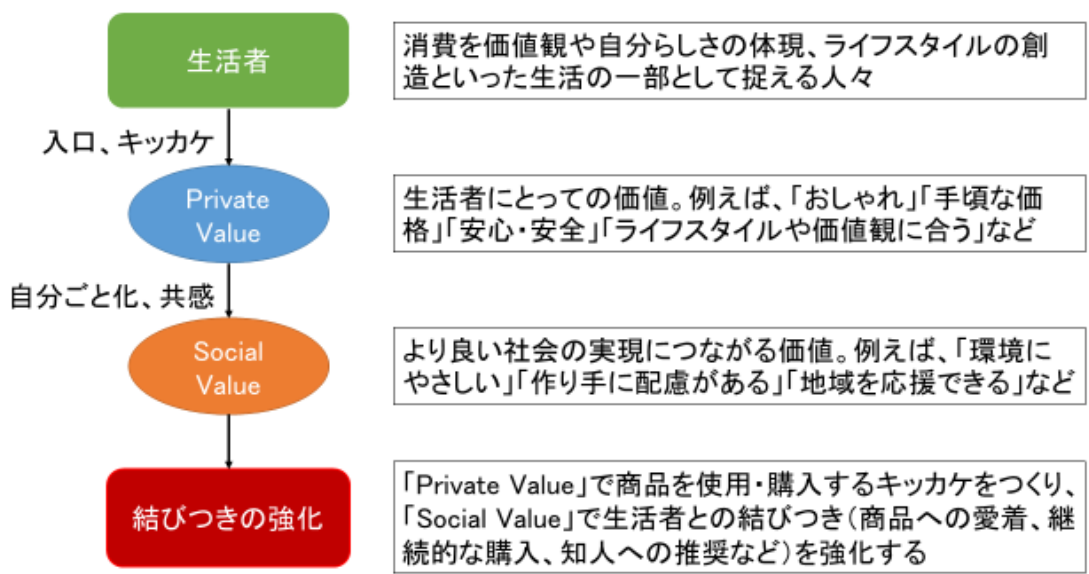 生活者
消費を価値観や自分らしさの体現、ライフスタイルの創
造といった生活の一部として捉える人々
入口、キッカケ
Private
Value
生活者にとっての価値。例えば、「おしゃれ」「手頃な価
格」「安心・安全」「ライフスタイルや価値観に合う」など
自分ごと化、共感
Social
Value
より良い社会の実現につながる価値。例えば、「環境に
やさしい」「作り手に配慮がある」「地域を応援できる」など
結びつきの強化
「Private Value」で商品を使用・購入するキッカケをつくり、
「Social Value」で生活者との結びつき（商品への愛着、継
続的な購入、知人への推奨など）を強化する